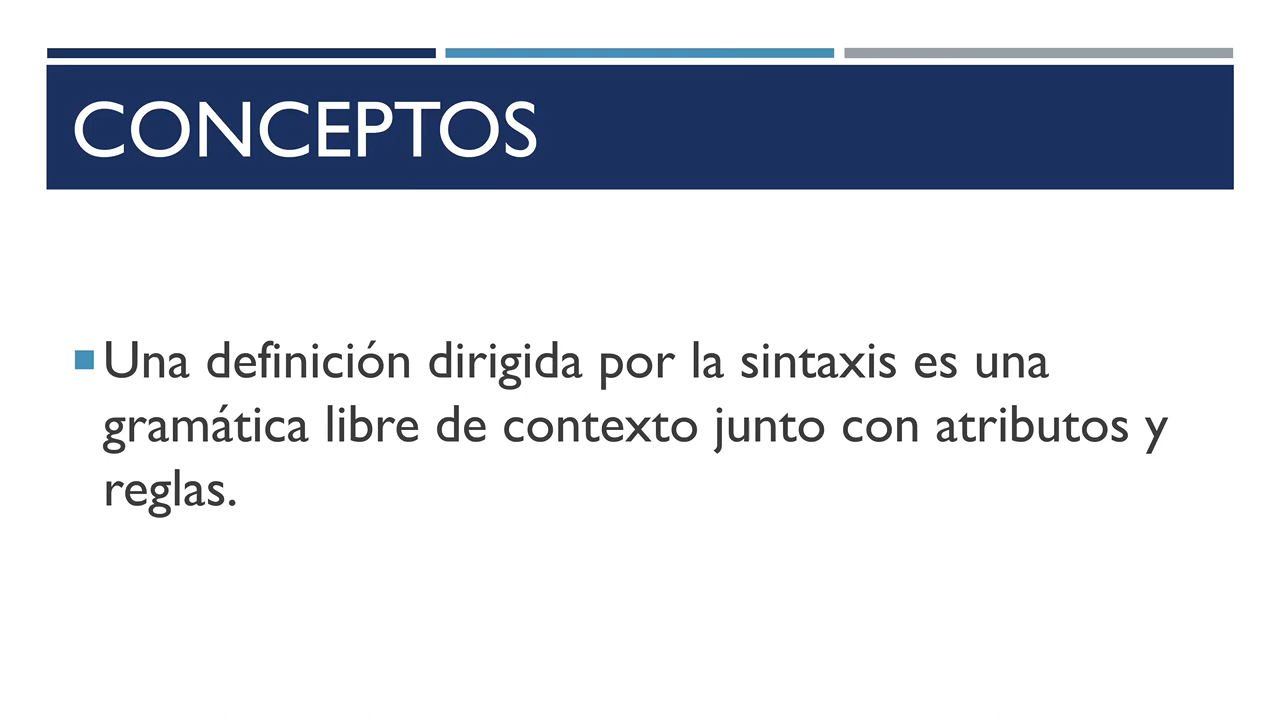 CONCEPTOS
Una definición dirigida por la sintaxis es una
gramática libre de contexto junto con atributos y
reglas.